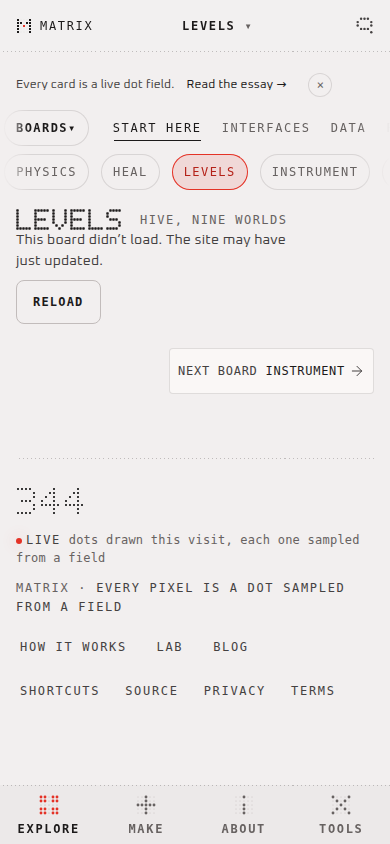 MATRIX
LEVELS ▾
Every card is a live dot field. Read the essay → ×
BOARDS▾ START HERE INTERFACES DATA
PHYSICS HEAL LEVELS INSTRUMENT
LEVELS HIVE, NINE WORLDS
This board didn't load. The site may have
just updated.
RELOAD
NEXT BOARD INSTRUMENT →
344
LIVE dots drawn this visit, each one sampled
from a field
MATRIX · EVERY PIXEL IS A DOT SAMPLED
FROM A FIELD
HOW IT WORKS LAB BLOG
SHORTCUTS SOURCE PRIVACY TERMS
EXPLORE MAKE ABOUT TOOLS